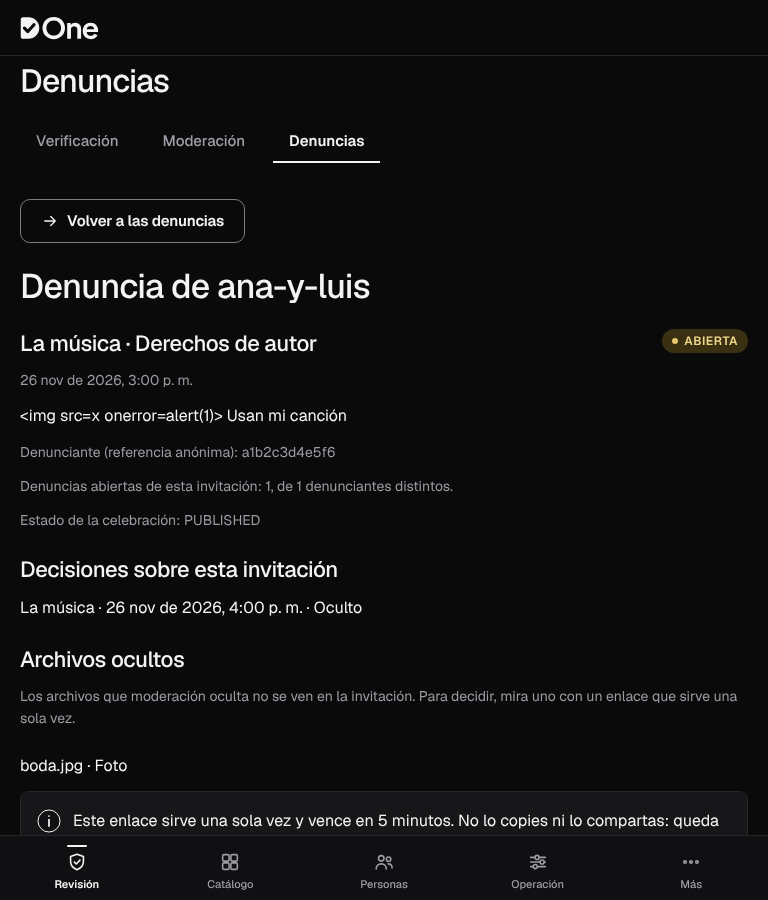 One
Denuncias
Verificación
Moderación
Denuncias
Volver a las denuncias
Denuncia de ana-y-luis
La música · Derechos de autor
ABIERTA
26 nov de 2026, 3:00 p. m.
<img src=x onerror=alert(1)> Usan mi canción
Denunciante (referencia anónima): a1b2c3d4e5f6
Denuncias abiertas de esta invitación: 1, de 1 denunciantes distintos.
Estado de la celebración: PUBLISHED
Decisiones sobre esta invitación
La música · 26 nov de 2026, 4:00 p. m. · Oculto
Archivos ocultos
Los archivos que moderación oculta no se ven en la invitación. Para decidir, mira uno con un enlace que sirve una
sola vez.
boda.jpg · Foto
Este enlace sirve una sola vez y vence en 5 minutos. No lo copies ni lo compartas: queda
Revisión
Catálogo
Personas
Operación
Más